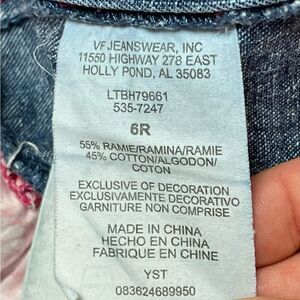 VF JEANSWEAR, INC
11550 HIGHWAY 278 EAST
HOLLY POND, AL 35083
LTBH79661
535-7247
6R
55% RAMIE/RAMINA/RAMIE
45% COTTON/ALGODON/
COTON
EXCLUSIVE OF DECORATION
EXCLUSIVAMENTE DECORATIVO
GARNITURE NON COMPRISE
MADE IN CHINA
HECHO EN CHINA
FABRIQUE EN CHINE
YST
083624689950